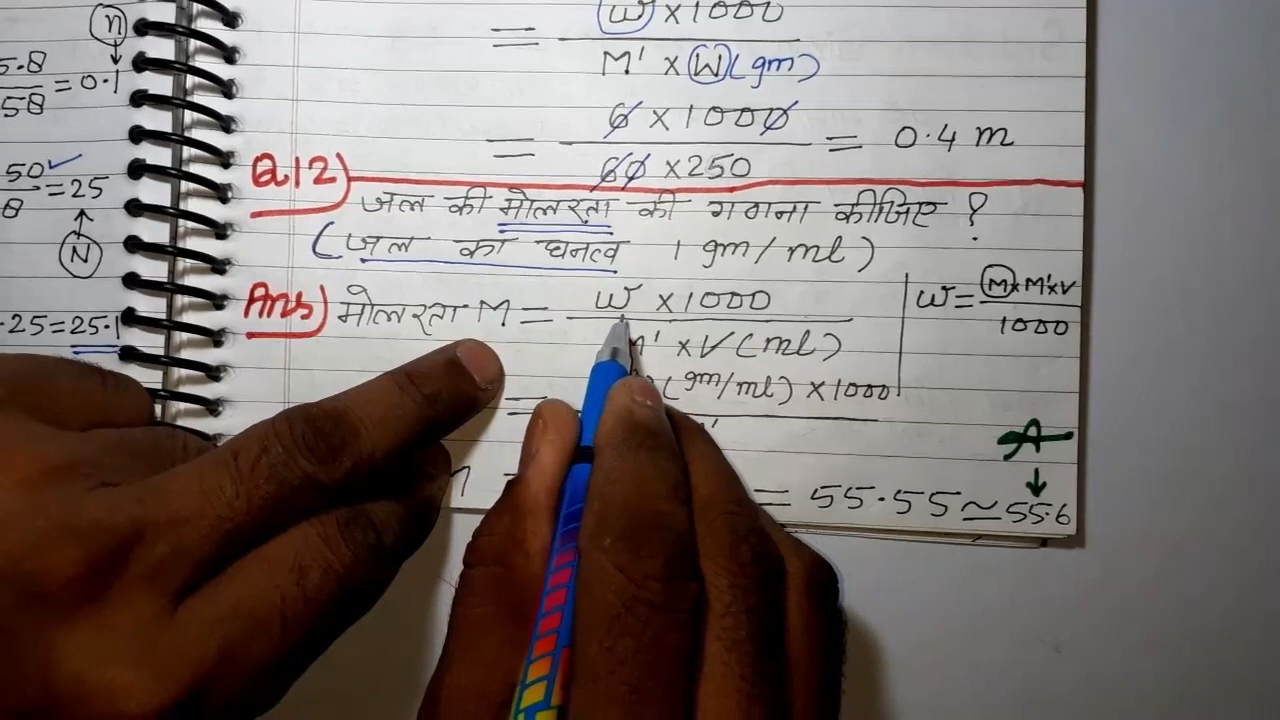 n
5.8
58 = 0.1
50
8 = 25
N
.25 = 25.1
= w × 1000
M' × W (gm)
= 6 × 1000
60 × 250 = 0.4 m
Q.12)
जल की मोलरता की गणना कीजिए ?
(जल का घनत्व 1 gm/ml)
Ans) मोलरता M = w × 1000
' × V (ml)
w = M × M' × V
1000
= (gm/ml) × 1000
A
= 55.55 ≃ 55.6